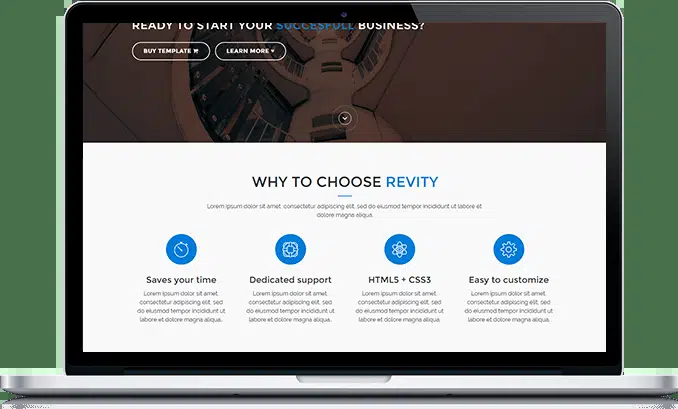 READY TO START YOUR SUCCESFULL BUSINESS?
BUY TEMPLATE
LEARN MORE
WHY TO CHOOSE REVITY
Lorem ipsum dolor sit amet, consectetur adipiscing elit, sed do eiusmod tempor incididunt ut labore et
dolore magna aliqua.
Saves your time
Dedicated support
HTML5 + CSS3
Easy to customize
Lorem ipsum dolor sit amet,
consectetur adipiscing elit, sed
do eiusmod tempor incididunt ut
labore et dolore magna aliqua.
Lorem ipsum dolor sit amet,
consectetur adipiscing elit, sed
do eiusmod tempor incididunt ut
labore et dolore magna aliqua.
Lorem ipsum dolor sit amet,
consectetur adipiscing elit, sed
do eiusmod tempor incididunt ut
labore et dolore magna aliqua.
Lorem ipsum dolor sit amet,
consectetur adipiscing elit, sed
do eiusmod tempor incididunt ut
labore et dolore magna aliqua.